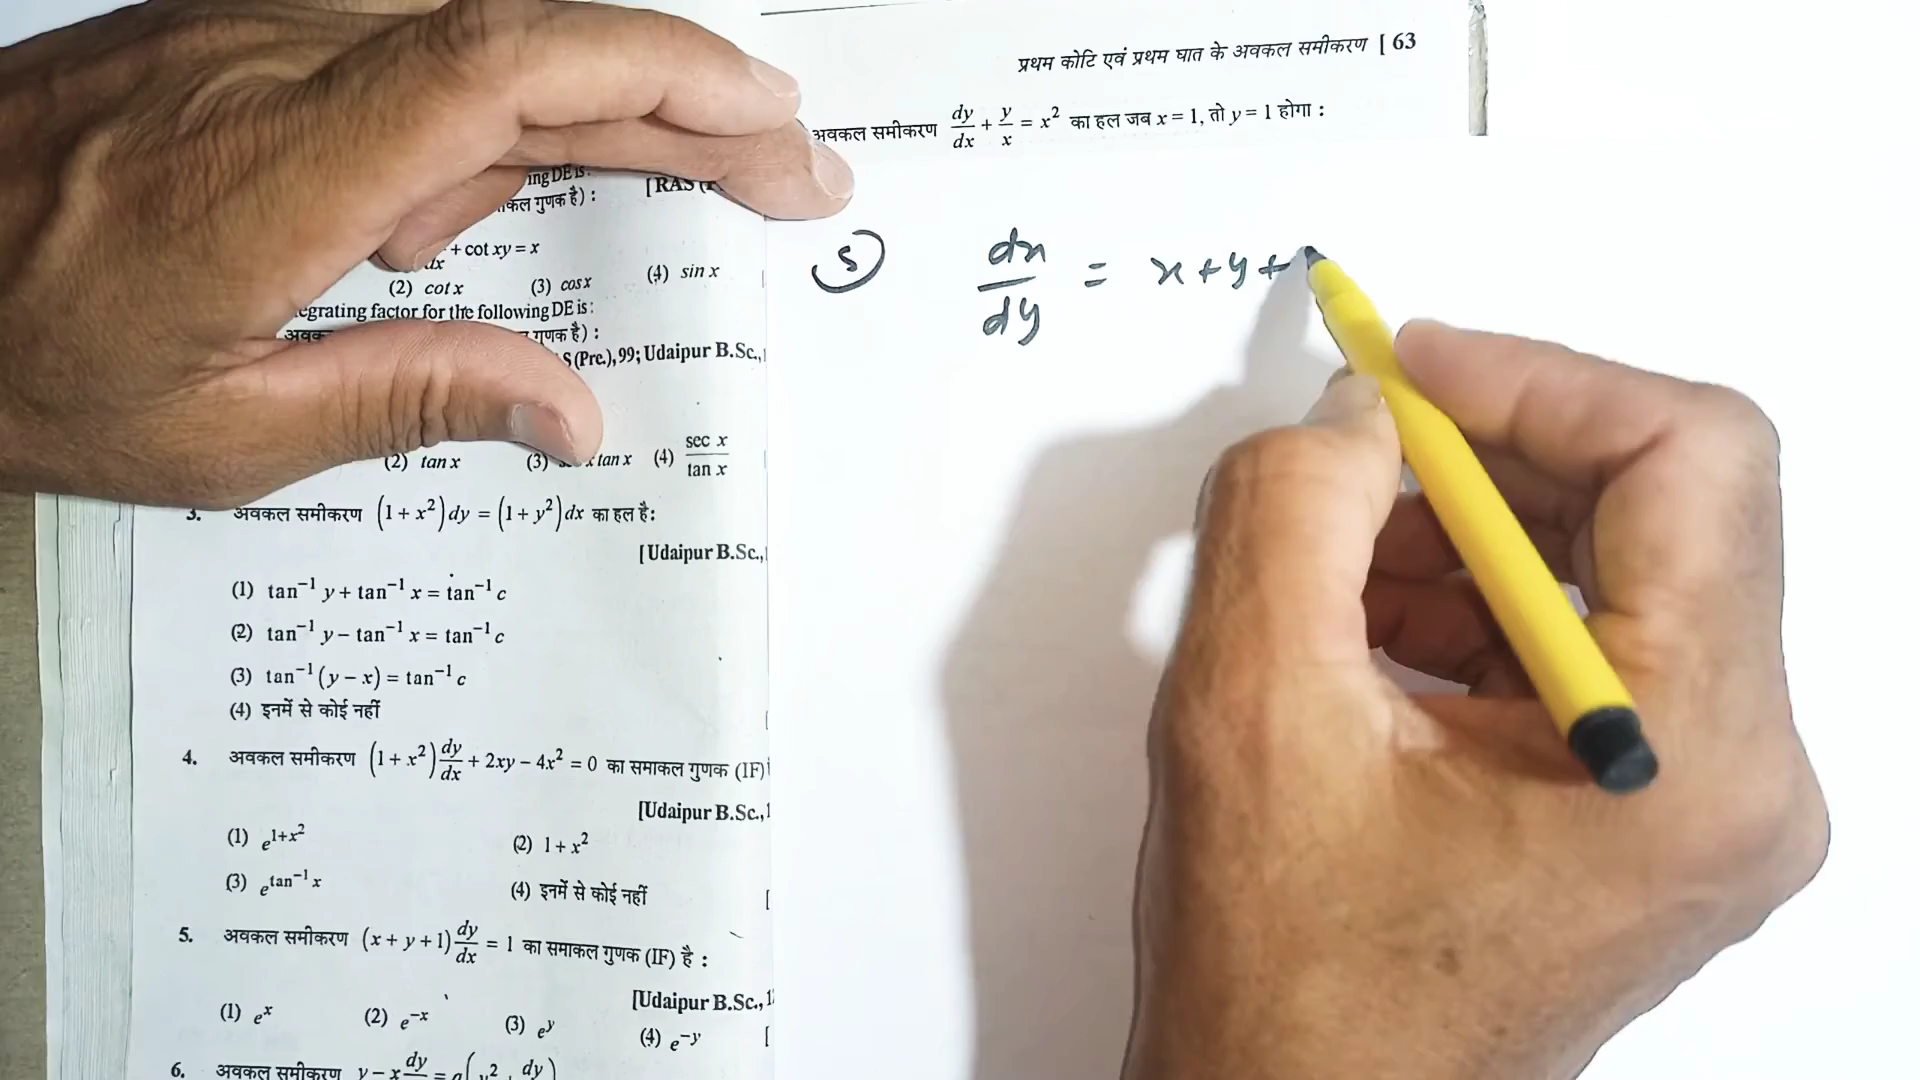 प्रथम कोटि एवं प्रथम घात के अवकल समीकरण [ 63
अवकल समीकरण dy/dx + y/x = x² का हल जब x = 1, तो y = 1 होगा :
ing DE is:
[RAS
गुणक है) :
+ cot xy = x
dx
(2) cot x (3) cos x (4) sin x
egrating factor for the following DE is:
गुणक है) :
S (Pre.), 99; Udaipur B.Sc.,
(2) tan x (3) tan x (4) sec x/tan x
3. अवकल समीकरण (1 + x²) dy = (1 + y²) dx का हल है:
[Udaipur B.Sc.,
(1) tan⁻¹ y + tan⁻¹ x = tan⁻¹ c
(2) tan⁻¹ y − tan⁻¹ x = tan⁻¹ c
(3) tan⁻¹ (y − x) = tan⁻¹ c
(4) इनमें से कोई नहीं
4. अवकल समीकरण (1 + x²) dy/dx + 2xy − 4x² = 0 का समाकल गुणक (IF)
[Udaipur B.Sc., 1
(1) e^(1+x²) (2) 1 + x²
(3) e^(tan⁻¹ x) (4) इनमें से कोई नहीं
[
5. अवकल समीकरण (x + y + 1) dy/dx = 1 का समाकल गुणक (IF) है :
[Udaipur B.Sc., 1
(1) e^x (2) e^−x (3) e^y (4) e^−y [
6. अवकल समीकरण y − x dy/dx =
5 dx/dy = x + y +